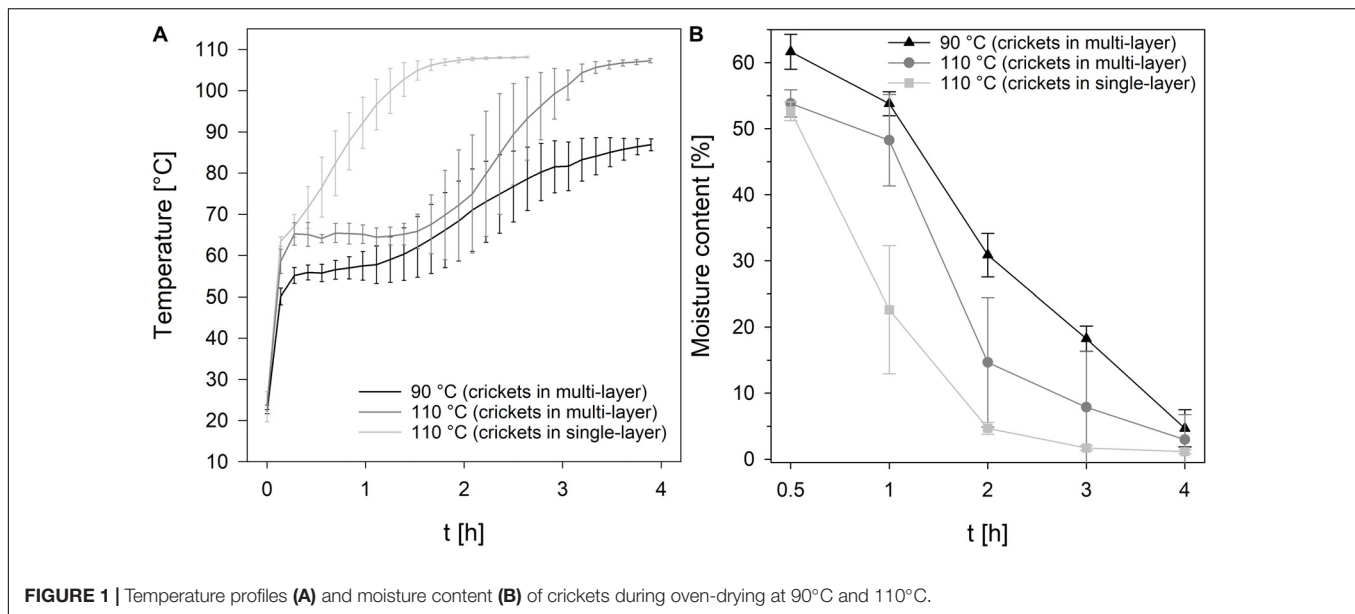 A
110
100
90
80
70
60
50
40
30
20
10
Temperature [°C]
0
1
2
3
4
t [h]
90 °C (crickets in multi-layer)
110 °C (crickets in multi-layer)
110 °C (crickets in single-layer)
B
60
50
40
30
20
10
0
Moisture content [%]
0.5
1
2
3
4
t [h]
90 °C (crickets in multi-layer)
110 °C (crickets in multi-layer)
110 °C (crickets in single-layer)
FIGURE 1 | Temperature profiles (A) and moisture content (B) of crickets during oven-drying at 90°C and 110°C.